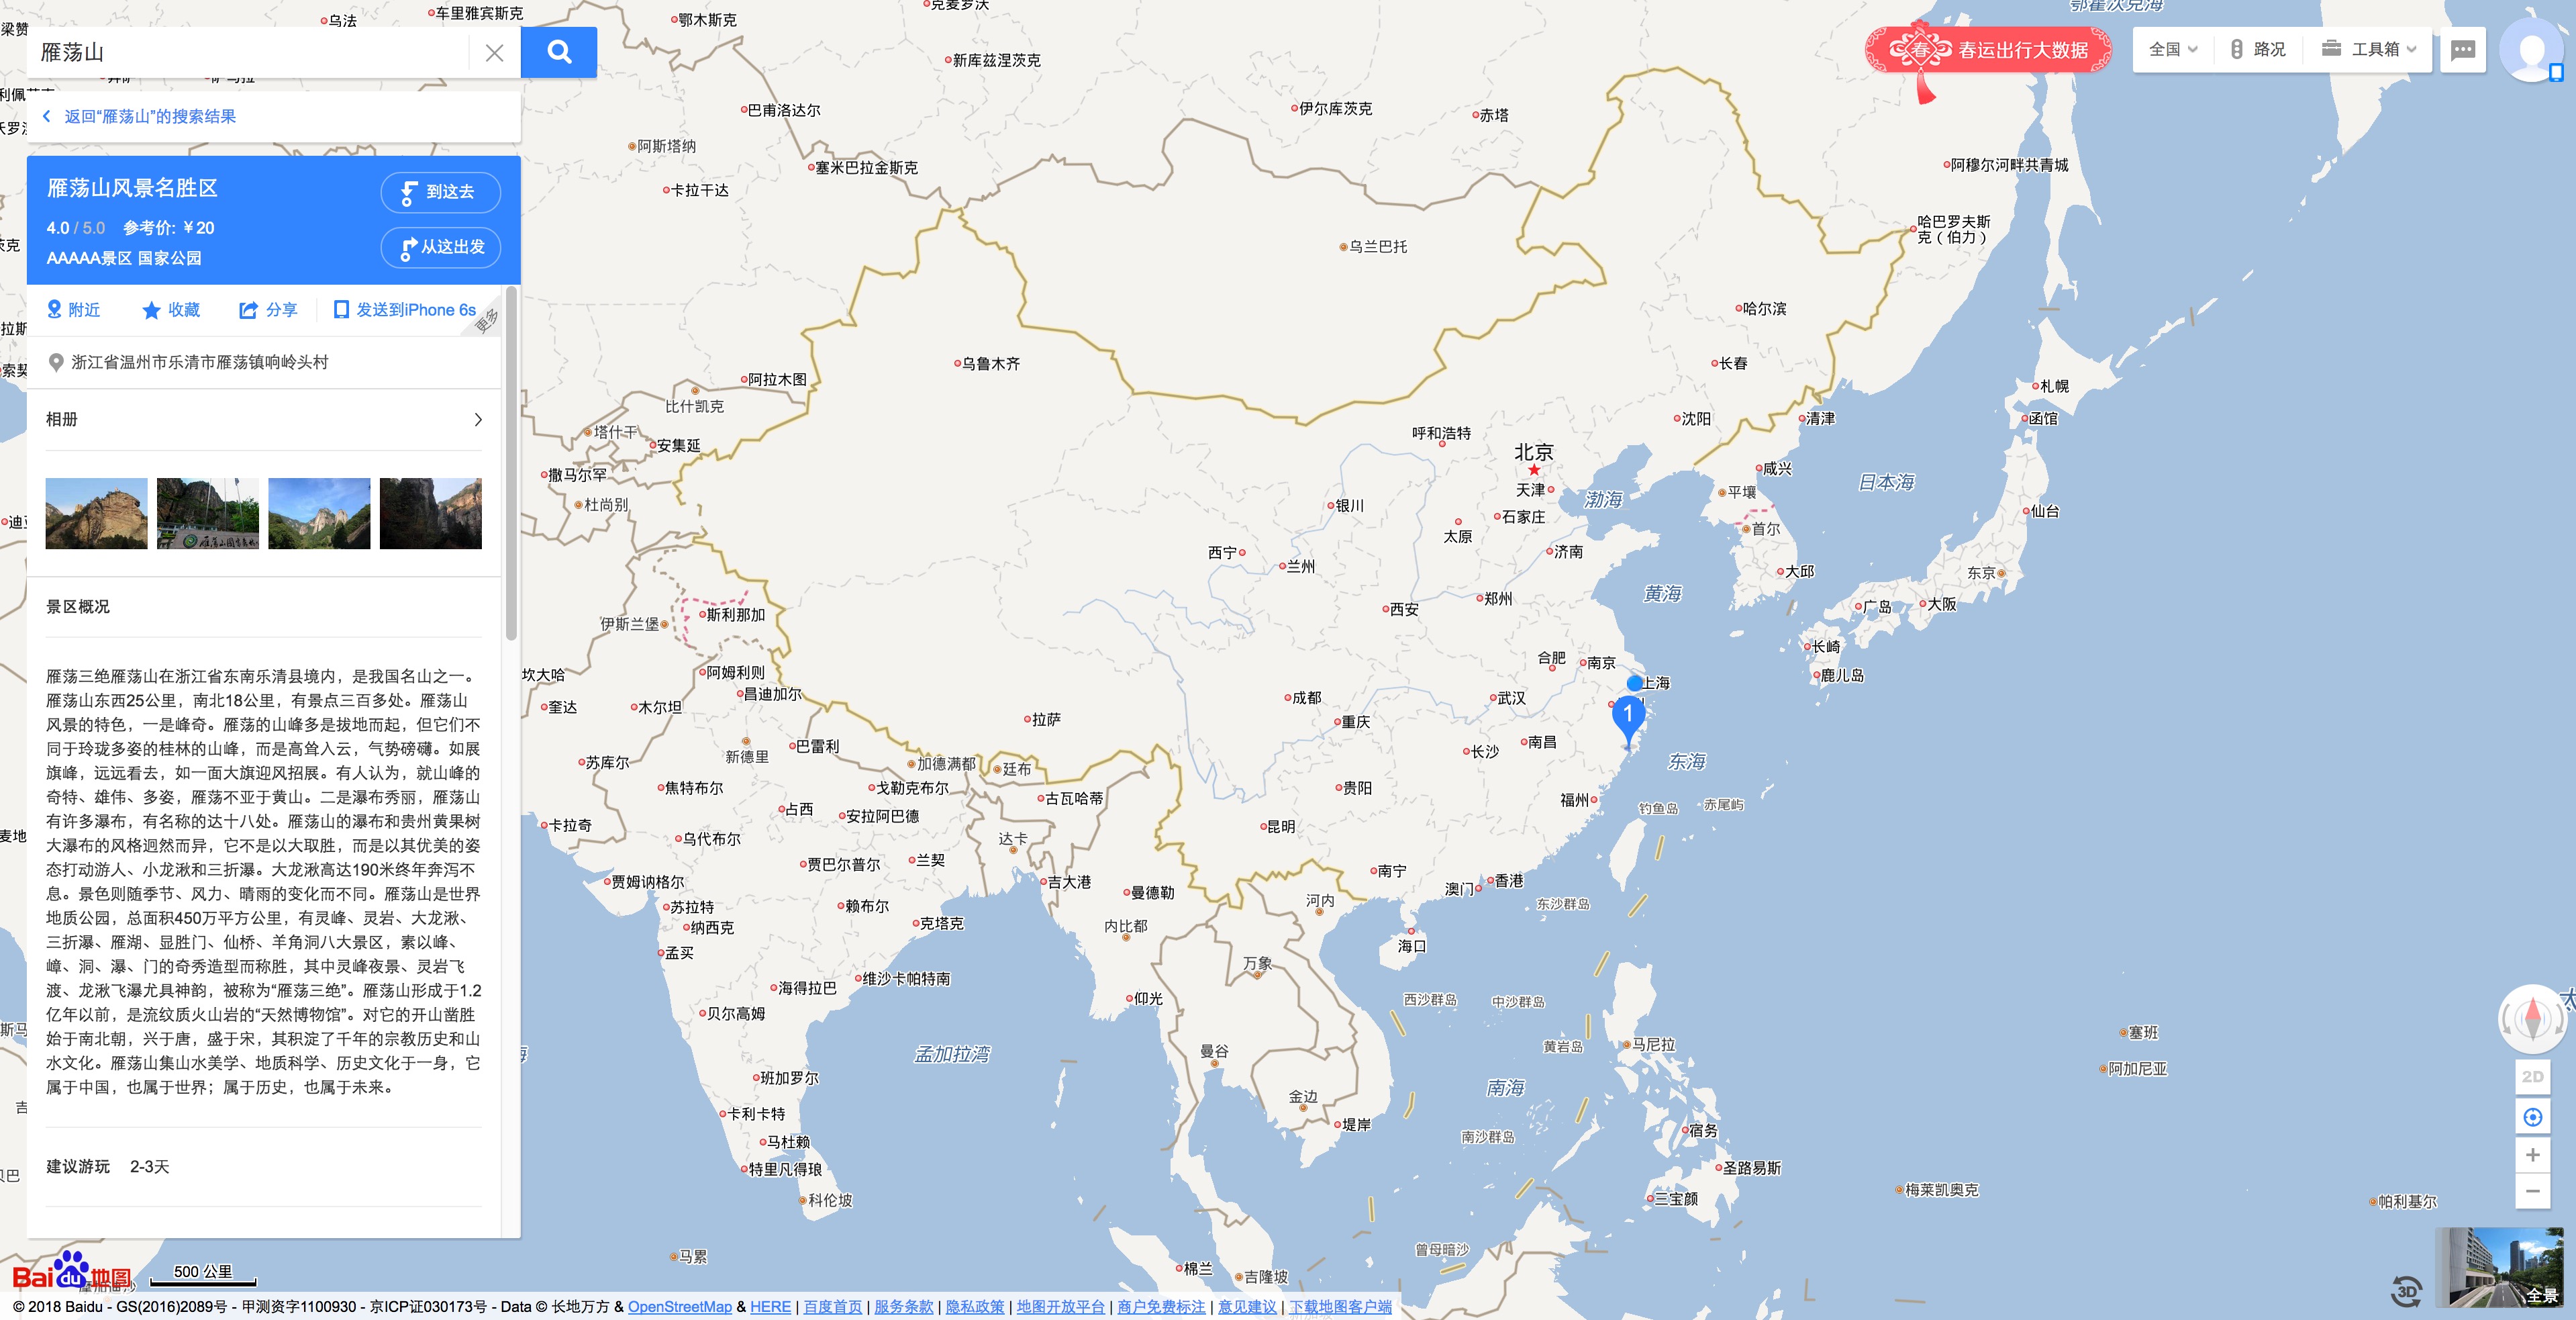 雁荡山
返回“雁荡山”的搜索结果
雁荡山风景名胜区
到这去
4.0 / 5.0 参考价: ￥20
从这出发
AAAAA景区 国家公园
附近
收藏
分享
发送到iPhone 6s
更多
浙江省温州市乐清市雁荡镇响岭头村
相册
景区概况
雁荡三绝雁荡山在浙江省东南乐清县境内，是我国名山之一。
雁荡山东西25公里，南北18公里，有景点三百多处。雁荡山
风景的特色，一是峰奇。雁荡的山峰多是拔地而起，但它们不
同于玲珑多姿的桂林的山峰，而是高耸入云，气势磅礴。如展
旗峰，远远看去，如一面大旗迎风招展。有人认为，就山峰的
奇特、雄伟、多姿，雁荡不亚于黄山。二是瀑布秀丽，雁荡山
有许多瀑布，有名称的达十八处。雁荡山的瀑布和贵州黄果树
大瀑布的风格迥然而异，它不是以大取胜，而是以其优美的姿
态打动游人、小龙湫和三折瀑。大龙湫高达190米终年奔泻不
息。景色则随季节、风力、晴雨的变化而不同。雁荡山是世界
地质公园，总面积450万平方公里，有灵峰、灵岩、大龙湫、
三折瀑、雁湖、显胜门、仙桥、羊角洞八大景区，素以峰、
嶂、洞、瀑、门的奇秀造型而称胜，其中灵峰夜景、灵岩飞
渡、龙湫飞瀑尤具神韵，被称为“雁荡三绝”。雁荡山形成于1.2
亿年以前，是流纹质火山岩的“天然博物馆”。对它的开山凿胜
始于南北朝，兴于唐，盛于宋，其积淀了千年的宗教历史和山
水文化。雁荡山集山水美学、地质科学、历史文化于一身，它
属于中国，也属于世界；属于历史，也属于未来。
建议游玩 2-3天
春
春运出行大数据
全国
路况
工具箱
乌法
车里雅宾斯克
鄂木斯克
克麦罗沃
新库兹涅茨克
鄂霍次克海
巴甫洛达尔
伊尔库茨克
赤塔
阿斯塔纳
塞米巴拉金斯克
阿穆尔河畔共青城
卡拉干达
哈巴罗夫斯
克（伯力）
乌兰巴托
哈尔滨
乌鲁木齐
长春
阿拉木图
札幌
比什凯克
沈阳
清津
函馆
塔什干
安集延
呼和浩特
北京
咸兴
撒马尔罕
杜尚别
天津
渤海
平壤
日本海
银川
石家庄
仙台
太原
首尔
西宁
兰州
济南
大邱
东京
黄海
郑州
西安
广岛
大阪
斯利那加
伊斯兰堡
长崎
合肥
南京
鹿儿岛
坎大哈
阿姆利则
昌迪加尔
上海
奎达
木尔坦
成都
武汉
1
拉萨
重庆
新德里
巴雷利
长沙
南昌
苏库尔
加德满都
廷布
东海
焦特布尔
戈勒克布尔
古瓦哈蒂
贵阳
福州
钓鱼岛
赤尾屿
占西
安拉阿巴德
卡拉奇
昆明
乌代布尔
达卡
贾巴尔普尔
兰契
南宁
贾姆讷格尔
吉大港
曼德勒
澳门
香港
苏拉特
赖布尔
河内
东沙群岛
纳西克
克塔克
内比都
海口
孟买
万象
维沙卡帕特南
海得拉巴
仰光
西沙群岛
中沙群岛
贝尔高姆
塞班
孟加拉湾
曼谷
黄岩岛
马尼拉
阿加尼亚
班加罗尔
南海
金边
卡利卡特
堤岸
南沙群岛
宿务
马杜赖
特里凡得琅
圣路易斯
科伦坡
三宝颜
梅莱凯奥克
帕利基尔
马累
曾母暗沙
棉兰
吉隆坡
2D
3D
全景
Bai du 地图
500 公里
© 2018 Baidu - GS(2016)2089号 - 甲测资字1100930 - 京ICP证030173号 - Data © 长地万方 & OpenStreetMap & HERE | 百度首页 | 服务条款 | 隐私政策 | 地图开放平台 | 商户免费标注 | 意见建议 | 下载地图客户端